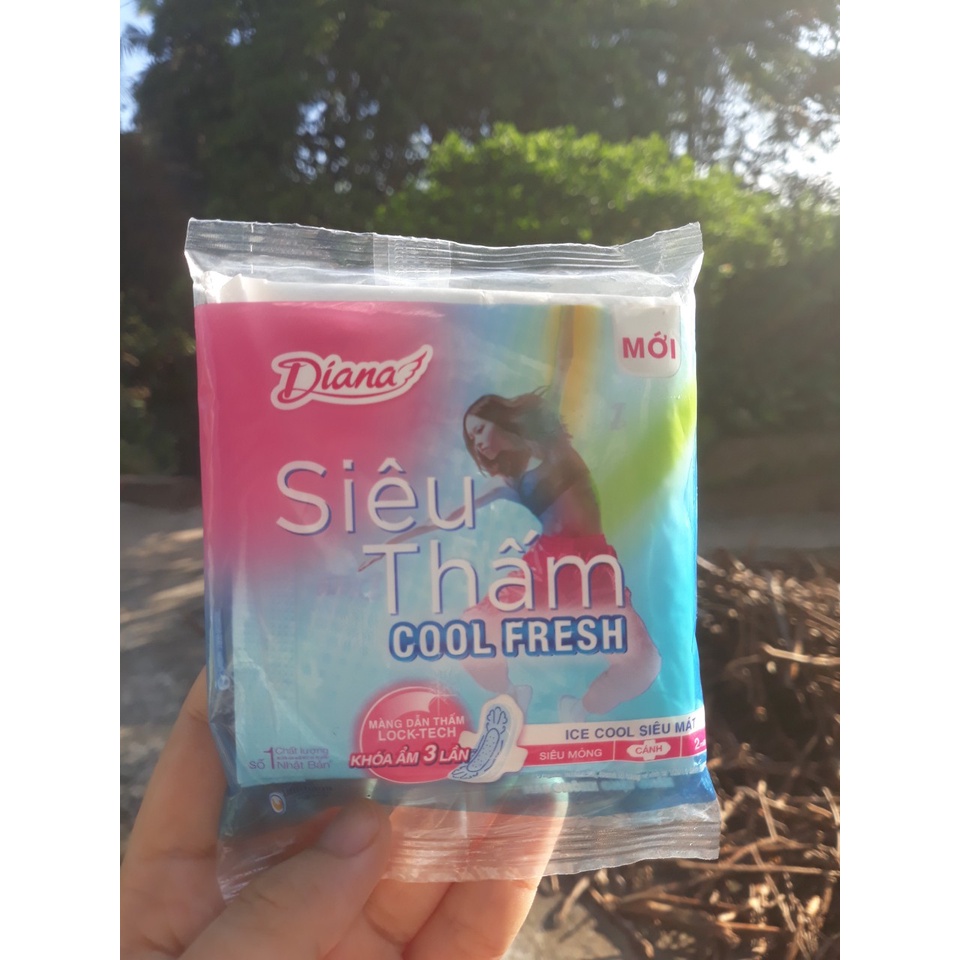 Diana
MỚI
Siêu
Thấm
COOL FRESH
MÀNG DẪN THẤM
LOCK-TECH
KHÓA ẨM 3 LẦN
ICE COOL SIÊU MÁT
SIÊU MỎNG CÁNH 2
Số 1 Chất lượng
Nhật Bản